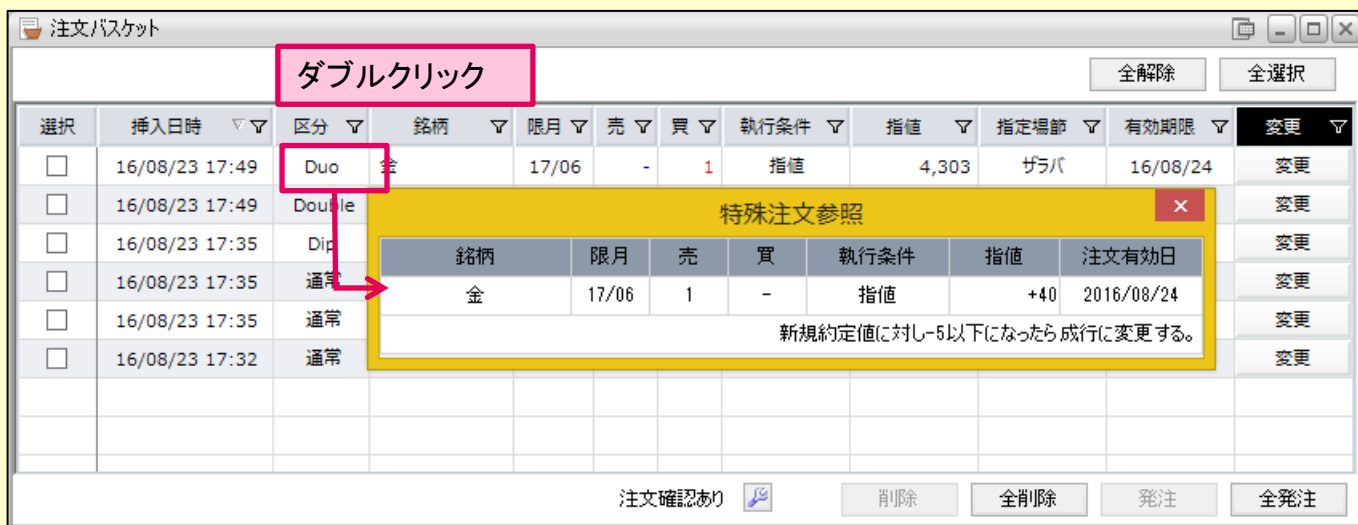 注文バスケット
ダブルクリック
全解除 全選択
選択 挿入日時 区分 銘柄 限月 売 買 執行条件 指値 指定場節 有効期限 変更
16/08/23 17:49 Duo 金 17/06 - 1 指値 4,303 ザラバ 16/08/24 変更
16/08/23 17:49 Double 変更
特殊注文参照
16/08/23 17:35 Dip 変更
銘柄 限月 売 買 執行条件 指値 注文有効日
16/08/23 17:35 通常 変更
金 17/06 1 - 指値 +40 2016/08/24
16/08/23 17:35 通常 変更
新規約定値に対し-5以下になったら成行に変更する。
16/08/23 17:32 通常 変更
注文確認あり 削除 全削除 発注 全発注